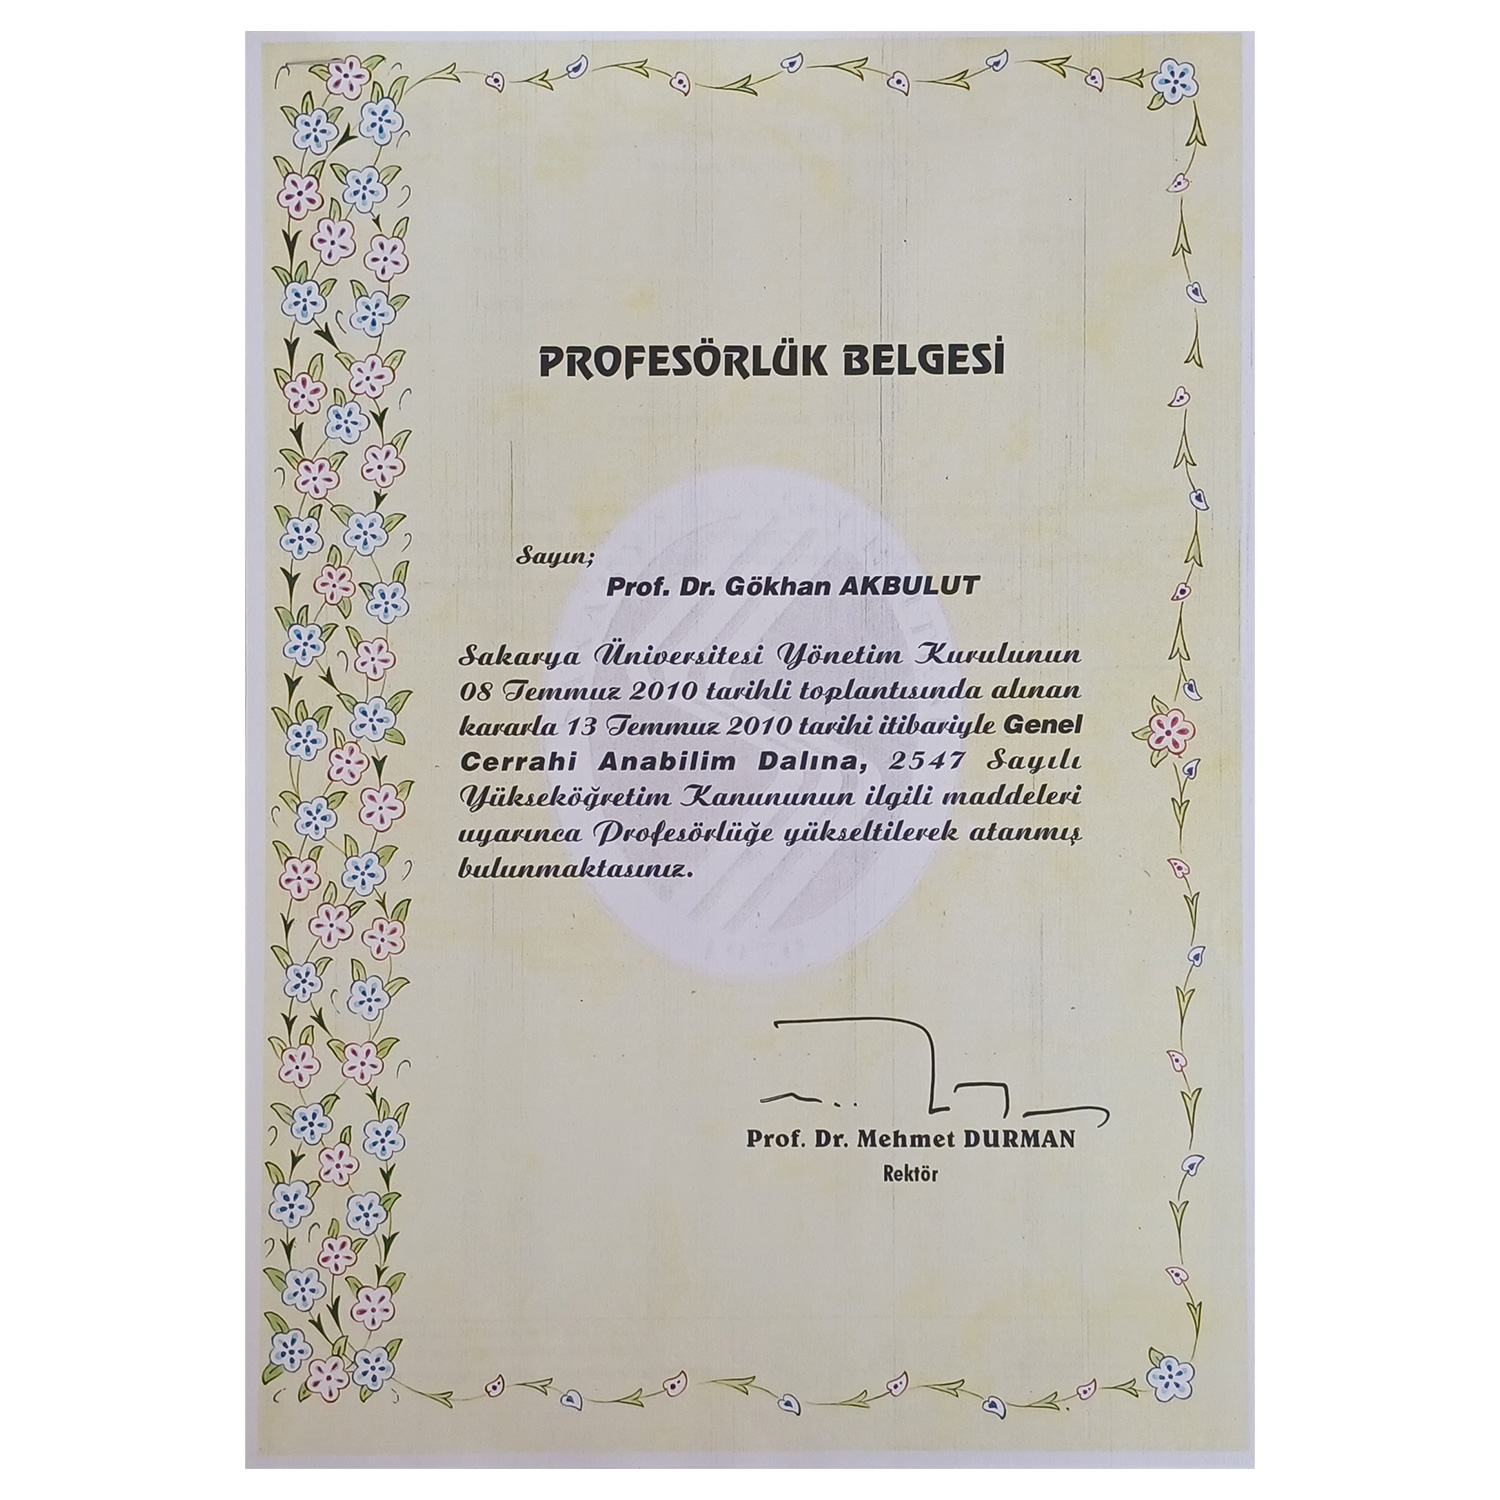 PROFESÖRLÜK BELGESİ
Sayın;
Prof. Dr. Gökhan AKBULUT
Sakarya Üniversitesi Yönetim Kurulunun
08 Temmuz 2010 tarihli toplantısında alınan
kararla 13 Temmuz 2010 tarihi itibariyle Genel
Cerrahi Anabilim Dalına, 2547 Sayılı
Yükseköğretim Kanununun ilgili maddeleri
uyarınca Profesörlüğe yükseltilerek atanmış
bulunmaktasınız.
Prof. Dr. Mehmet DURMAN
Rektör